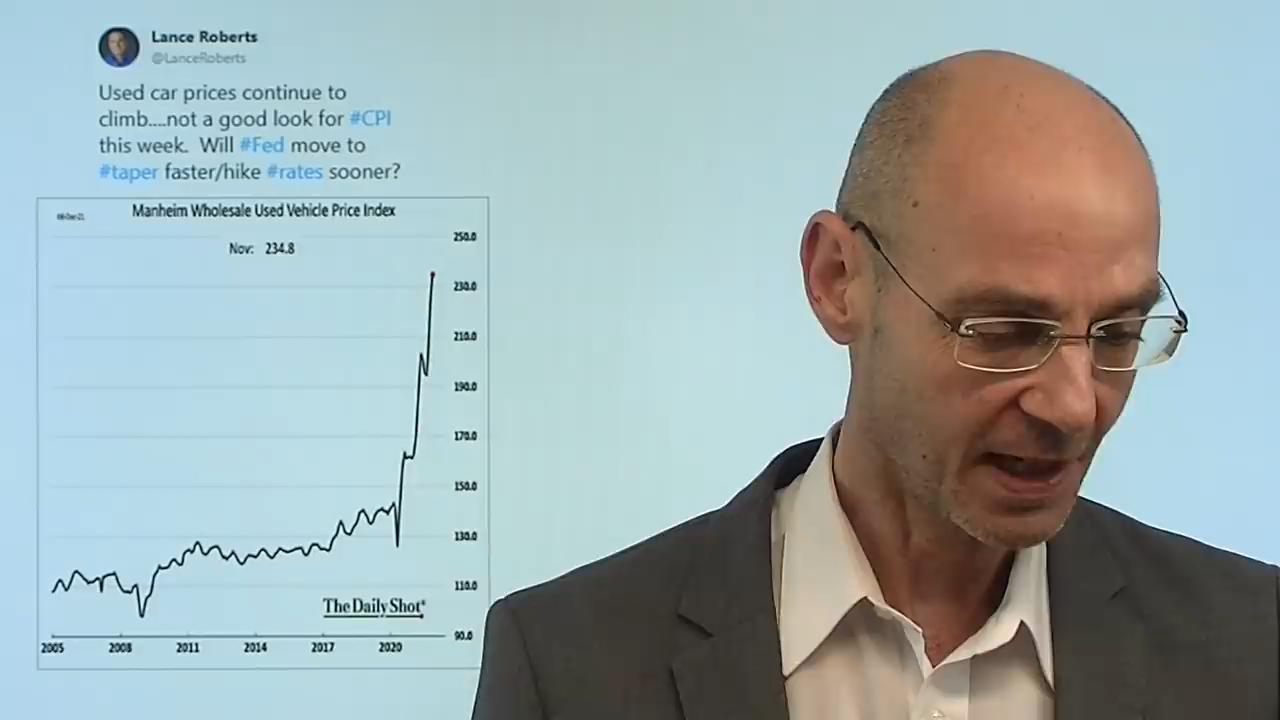 Lance Roberts
@LanceRoberts
Used car prices continue to
climb....not a good look for #CPI
this week. Will #Fed move to
#taper faster/hike #rates sooner?
Manheim Wholesale Used Vehicle Price Index
Nov: 234.8
250.0
230.0
210.0
190.0
170.0
150.0
130.0
110.0
90.0
The Daily Shot®
2005 2008 2011 2014 2017 2020